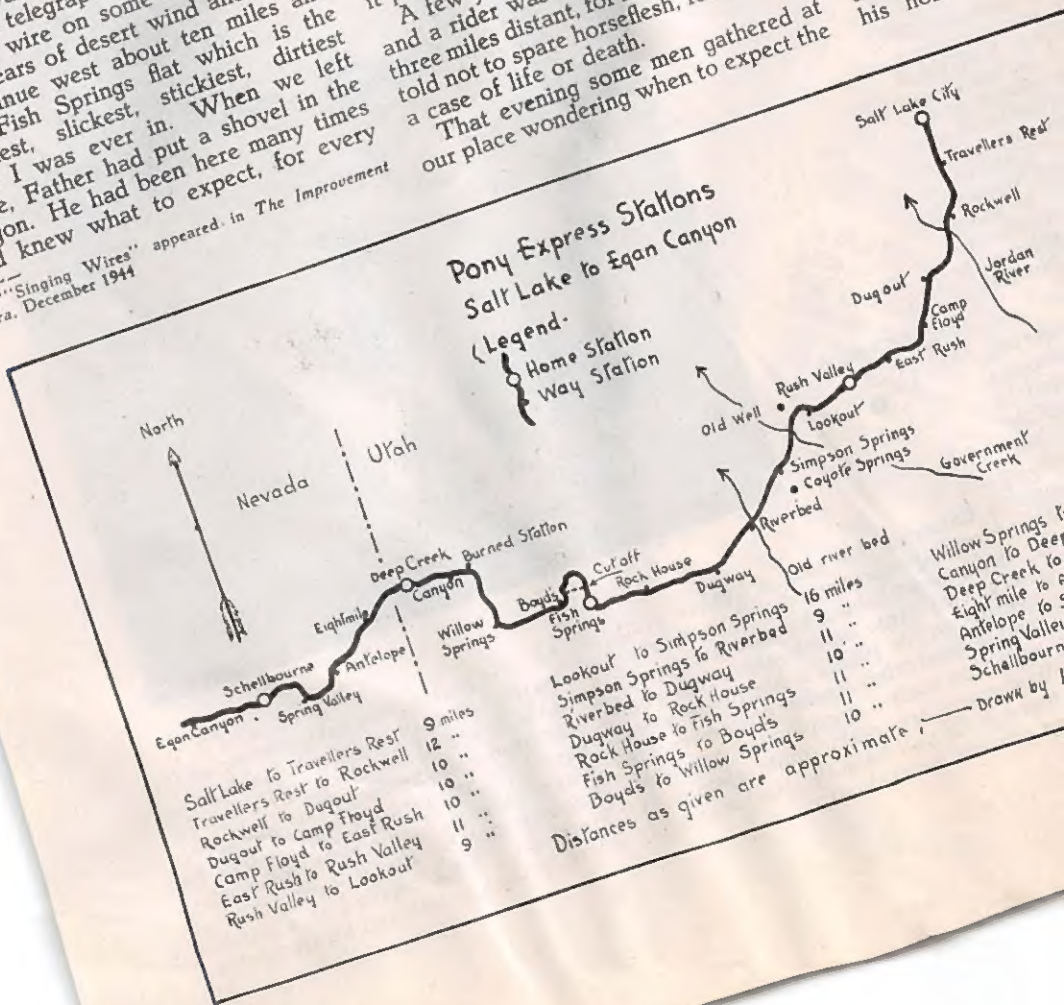 telegrap
wire on some
ears of desert wind an
nue west about ten miles a
Fish Springs flat which is the
est, slickest, stickiest, dirtiest
I was ever in. When we left
e, Father had put a shovel in the
on. He had been here many times
knew what to expect, for every
"Singing Wires" appeared in The Improvement
ra, December 1944
A few
and a rider was
three miles distant, for
told not to spare horseflesh,
a case of life or death.
That evening some men gathered at
our place wondering when to expect the
his
Pony Express Stations
Salt Lake to Egan Canyon
Legend-
Home Station
Way Station
North
Nevada
Utah
Salt Lake City
Travellers Rest
Rockwell
Jordan
River
Dugout
Camp
Floyd
East Rush
Rush Valley
Lookout
Old Well
Simpson Springs
Coyote Springs
Government
Creek
Riverbed
Old river bed
Dugway
Rock House
Cutoff
Fish
Springs
Boyd's
Willow
Springs
Burned Station
Canyon
Deep Creek
Eightmile
Antelope
Spring Valley
Schellbourne
Egan Canyon
Salt Lake to Travellers Rest 9 miles
Travellers Rest to Rockwell 12 "
Rockwell to Dugout 10 "
Dugout to Camp Floyd 10 "
Camp Floyd to East Rush 10 "
East Rush to Rush Valley 11 "
Rush Valley to Lookout 9 "
Lookout to Simpson Springs 16 miles
Simpson Springs to Riverbed 9 "
Riverbed to Dugway 11 "
Dugway to Rock House 10 "
Rock House to Fish Springs 11 "
Fish Springs to Boyd's 11 "
Boyd's to Willow Springs 10 "
Willow Springs t
Canyon to Deep
Deep Creek to
Eight mile to
Antelope to
Spring Valley
Schellbourn
Distances as given are approximate; Drawn by